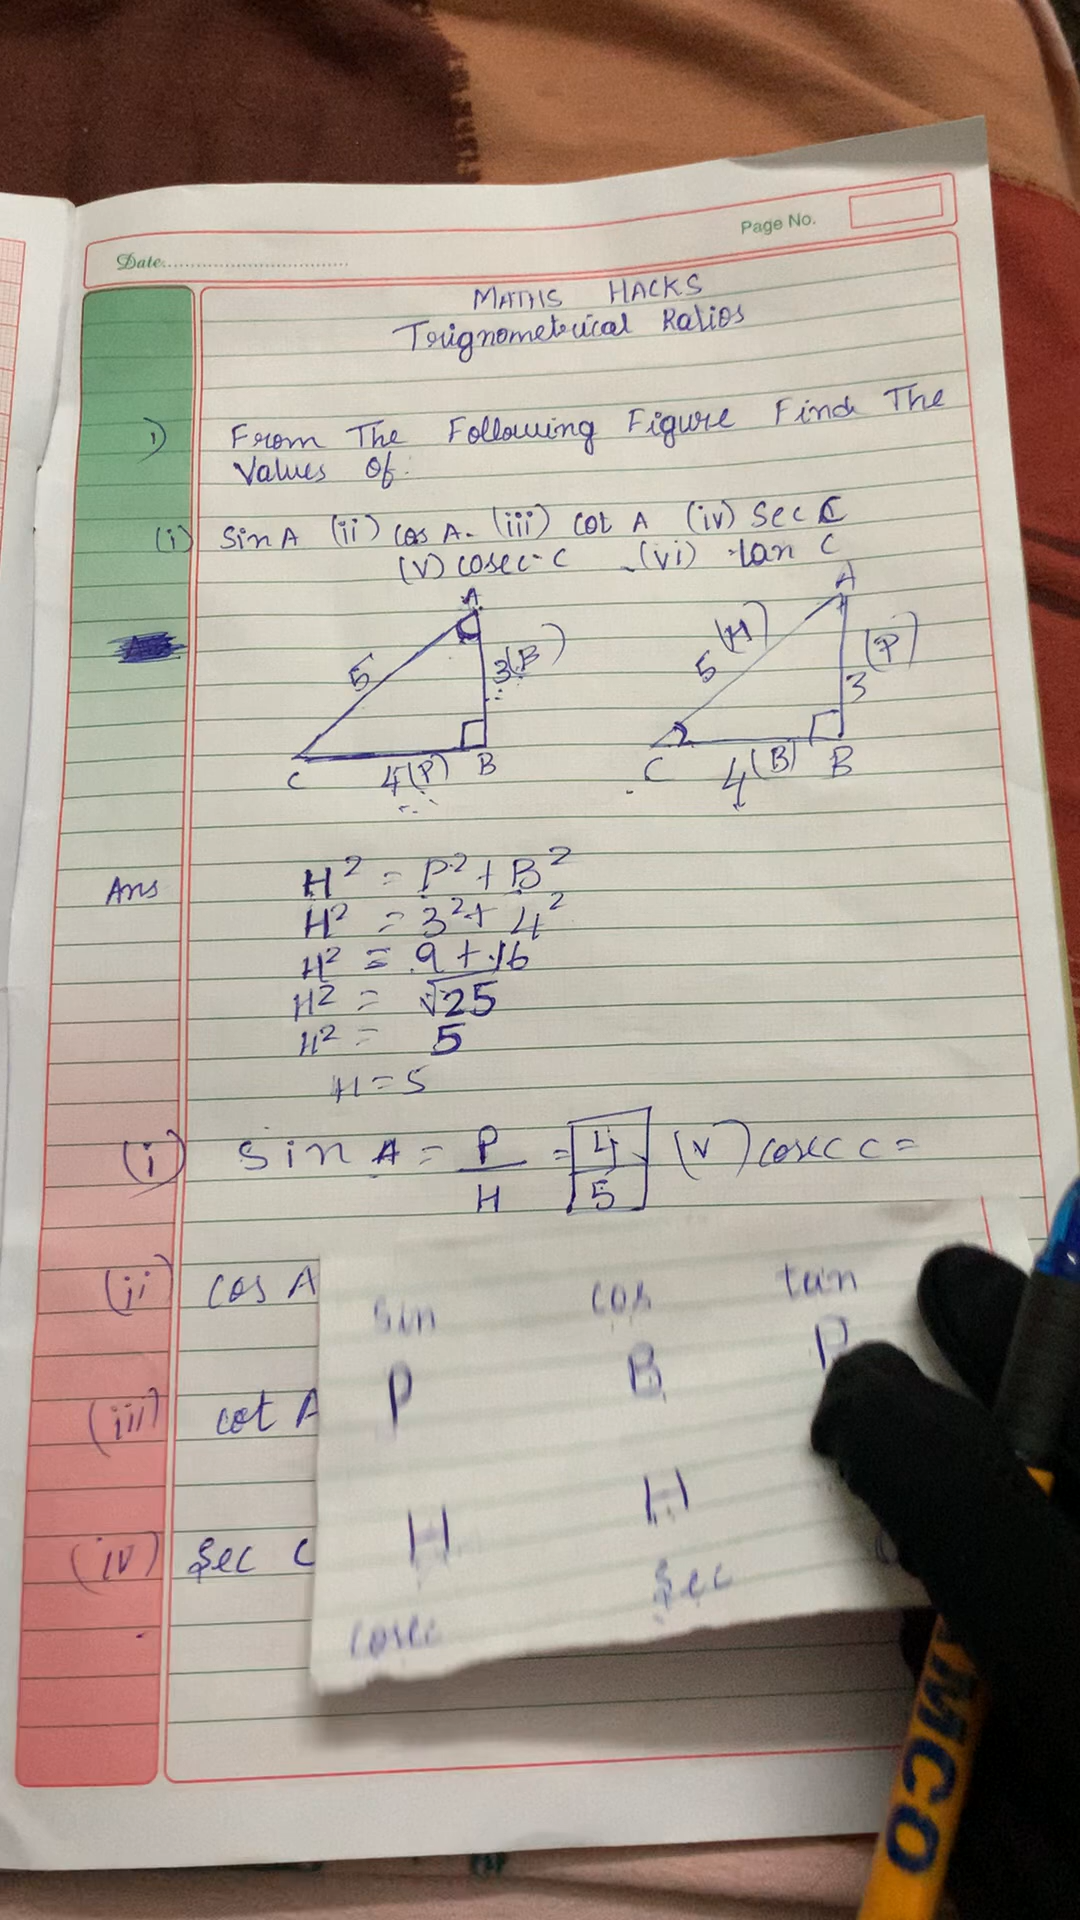 Date
Page No.
MATHS HACKS
Trignometrical Ratios
1) From The Following Figure Find The
Values Of:
(i) Sin A (ii) cos A. (iii) cot A (iv) Sec C
(v) cosec C (vi) tan C
A A
5 3(B) 5 (H) 3 (P)
C 4(P) B C 4(B) B
Ans H² = P² + B²
H² = 3² + 4²
H² = 9 + 16
H² = √25
H² = 5
H = 5
(i) Sin A = P/H = 4/5 (v) cosec C =
(ii) cos A
(iii) cot A
(iv) Sec C
sin cos tan
P B P
H H
cosec Sec
MCO